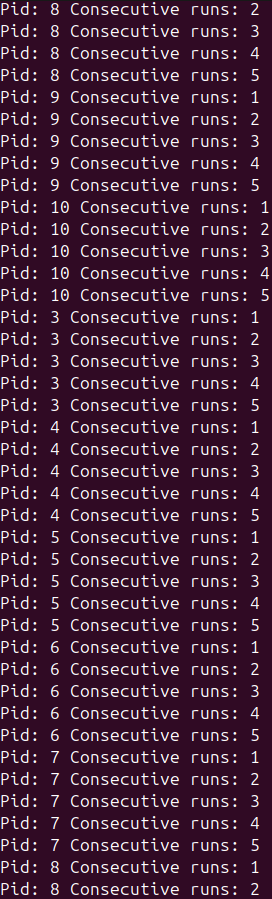 Pid: 8 Consecutive runs: 2
Pid: 8 Consecutive runs: 3
Pid: 8 Consecutive runs: 4
Pid: 8 Consecutive runs: 5
Pid: 9 Consecutive runs: 1
Pid: 9 Consecutive runs: 2
Pid: 9 Consecutive runs: 3
Pid: 9 Consecutive runs: 4
Pid: 9 Consecutive runs: 5
Pid: 10 Consecutive runs: 1
Pid: 10 Consecutive runs: 2
Pid: 10 Consecutive runs: 3
Pid: 10 Consecutive runs: 4
Pid: 10 Consecutive runs: 5
Pid: 3 Consecutive runs: 1
Pid: 3 Consecutive runs: 2
Pid: 3 Consecutive runs: 3
Pid: 3 Consecutive runs: 4
Pid: 3 Consecutive runs: 5
Pid: 4 Consecutive runs: 1
Pid: 4 Consecutive runs: 2
Pid: 4 Consecutive runs: 3
Pid: 4 Consecutive runs: 4
Pid: 4 Consecutive runs: 5
Pid: 5 Consecutive runs: 1
Pid: 5 Consecutive runs: 2
Pid: 5 Consecutive runs: 3
Pid: 5 Consecutive runs: 4
Pid: 5 Consecutive runs: 5
Pid: 6 Consecutive runs: 1
Pid: 6 Consecutive runs: 2
Pid: 6 Consecutive runs: 3
Pid: 6 Consecutive runs: 4
Pid: 6 Consecutive runs: 5
Pid: 7 Consecutive runs: 1
Pid: 7 Consecutive runs: 2
Pid: 7 Consecutive runs: 3
Pid: 7 Consecutive runs: 4
Pid: 7 Consecutive runs: 5
Pid: 8 Consecutive runs: 1
Pid: 8 Consecutive runs: 2